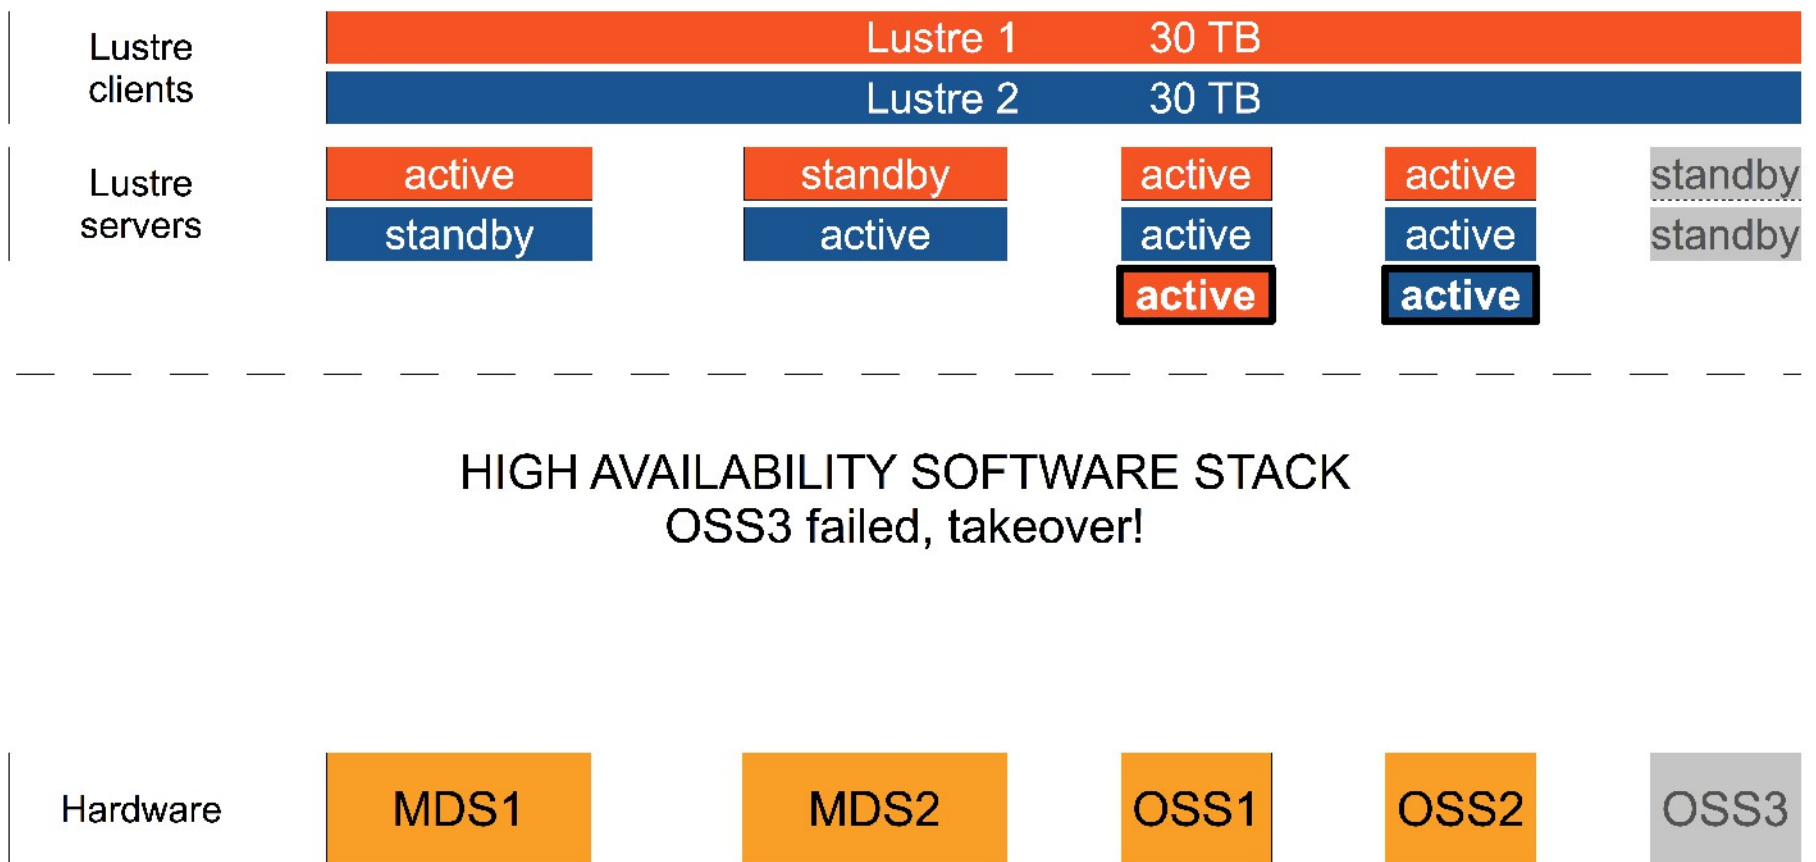 Lustre
clients
Lustre 1 30 TB
Lustre 2 30 TB
Lustre
servers
active standby active active standby
standby active active active standby
active active
HIGH AVAILABILITY SOFTWARE STACK
OSS3 failed, takeover!
Hardware MDS1 MDS2 OSS1 OSS2 OSS3